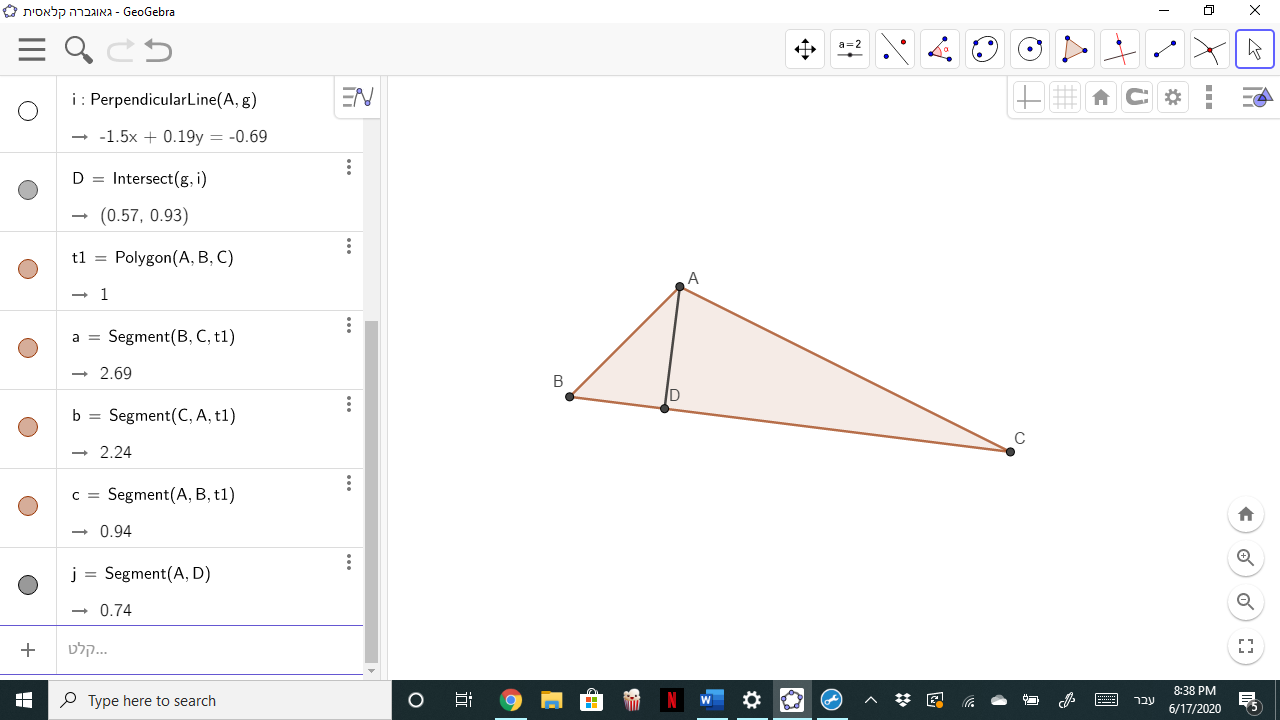 גאוגברה קלאסית - GeoGebra
a=2
α
i : PerpendicularLine(A, g)
→ -1.5x + 0.19y = -0.69
D = Intersect(g, i)
→ (0.57, 0.93)
t1 = Polygon(A, B, C)
→ 1
a = Segment(B, C, t1)
→ 2.69
b = Segment(C, A, t1)
→ 2.24
c = Segment(A, B, t1)
→ 0.94
j = Segment(A, D)
→ 0.74
קלט...
A
B
D
C
Type here to search
N
W
עבר
8:38 PM
6/17/2020
5